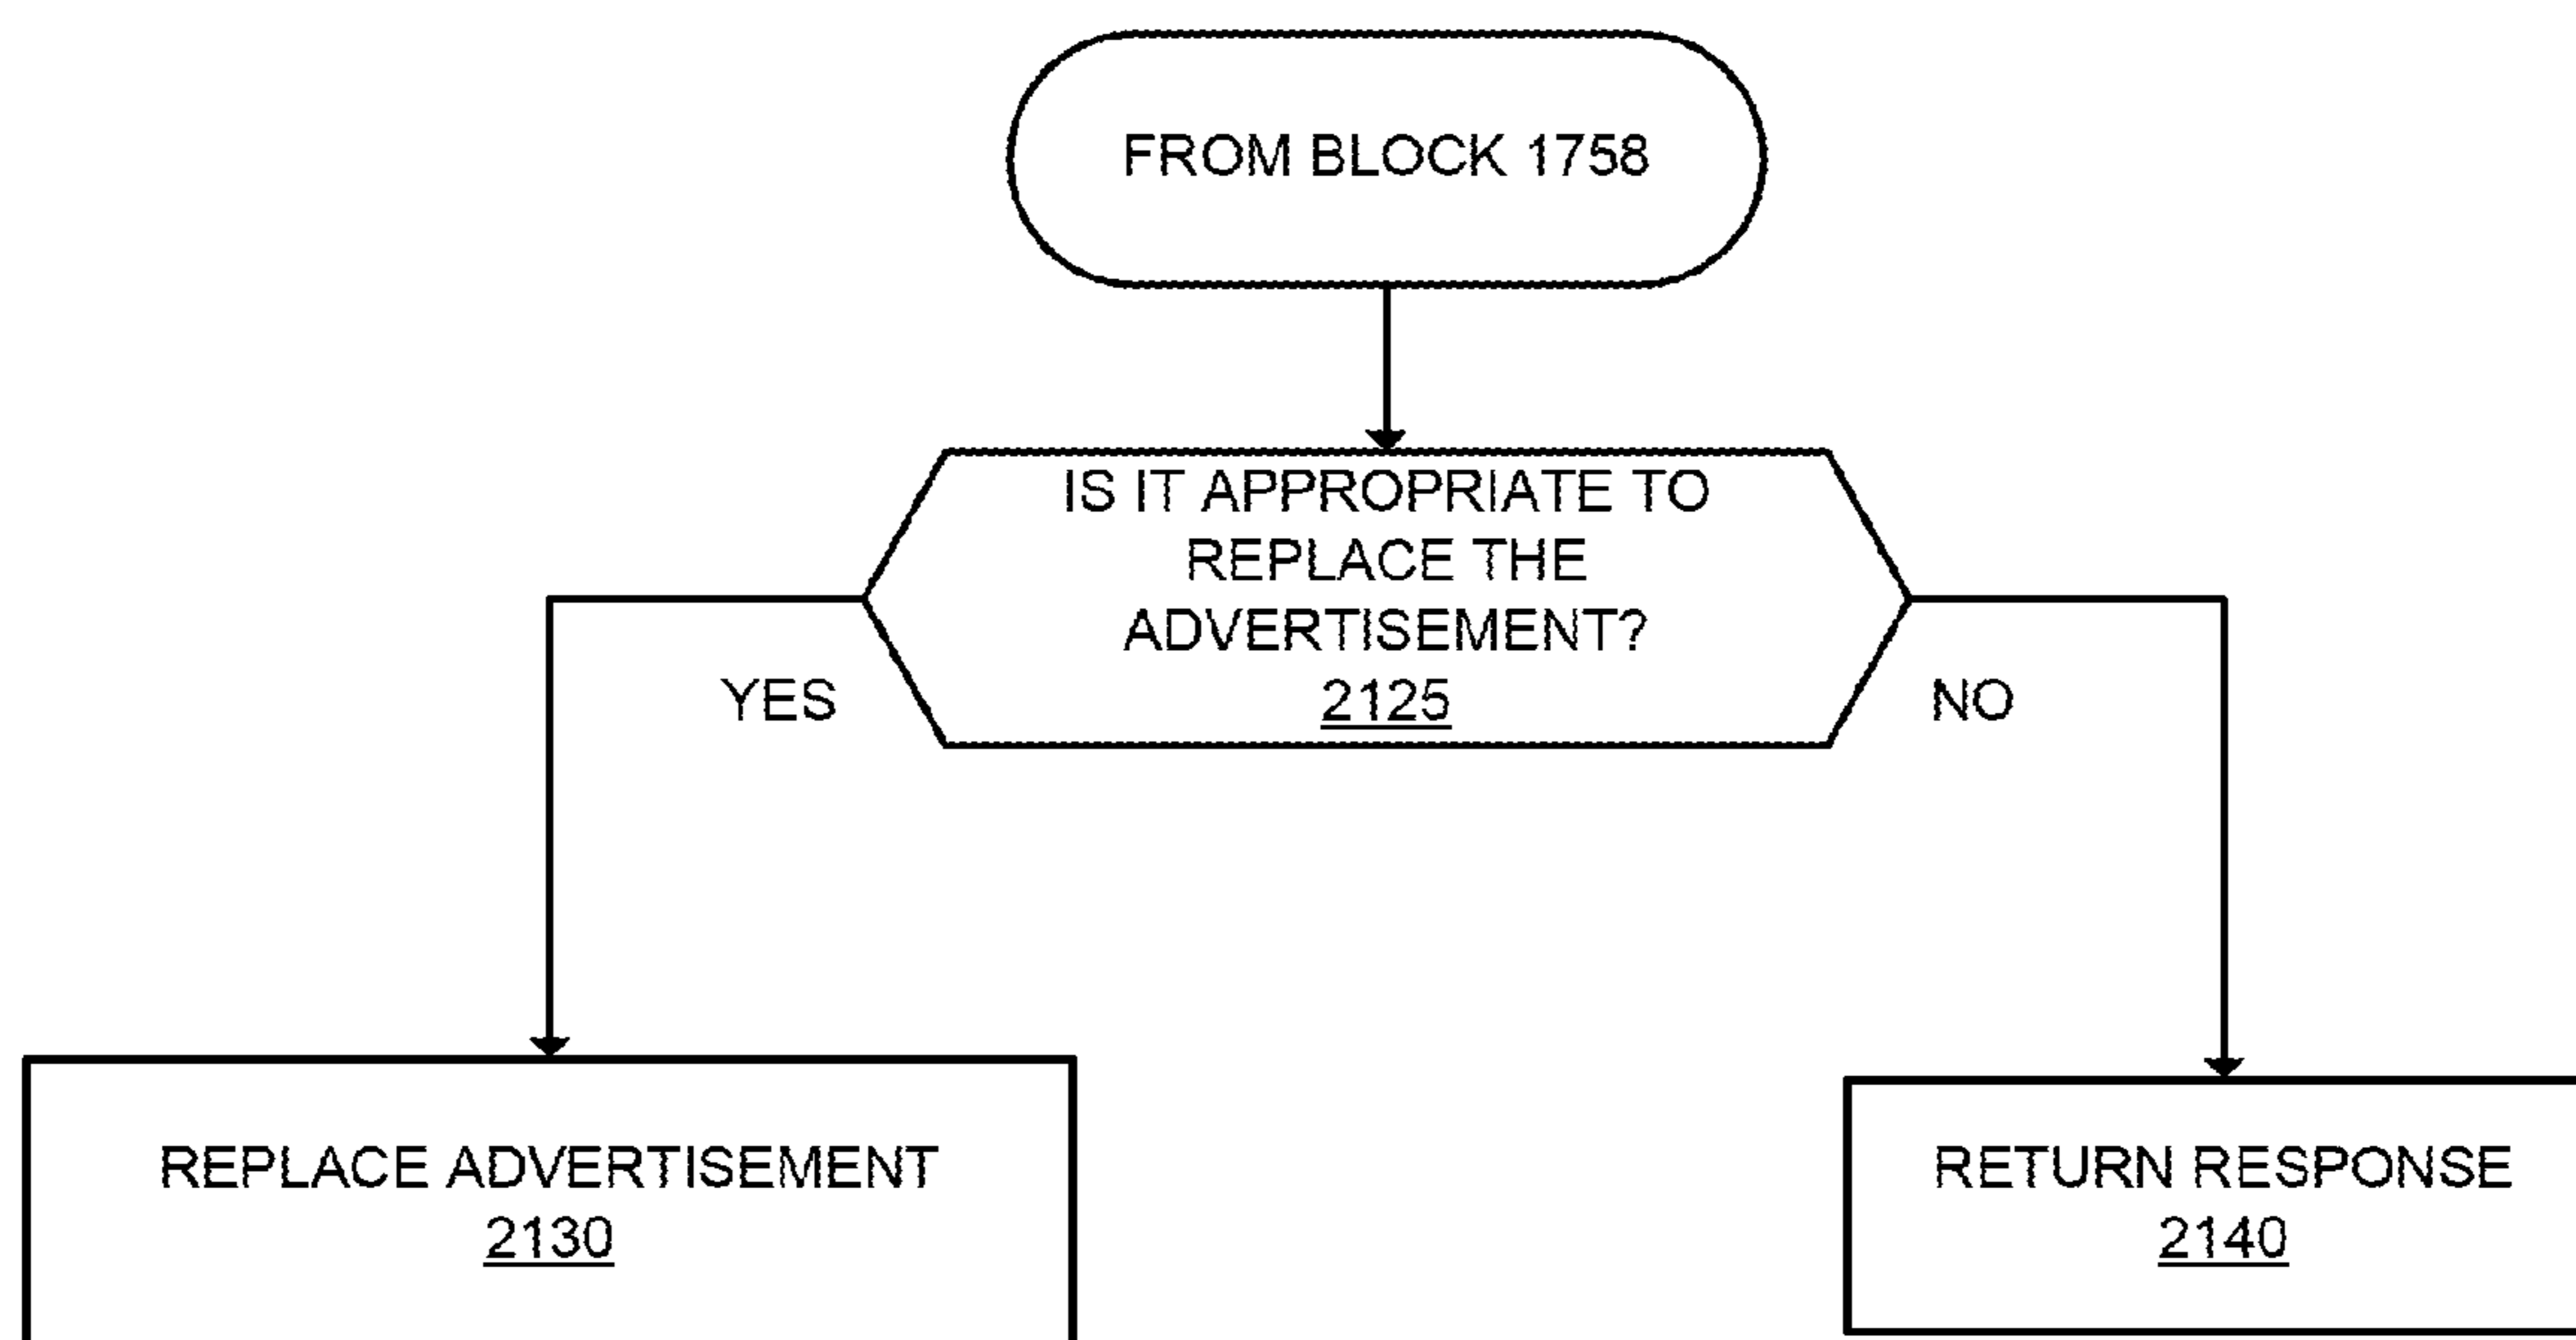 FROM BLOCK 1758
IS IT APPROPRIATE TO
REPLACE THE
ADVERTISEMENT?
2125
YES
NO
REPLACE ADVERTISEMENT
2130
RETURN RESPONSE
2140